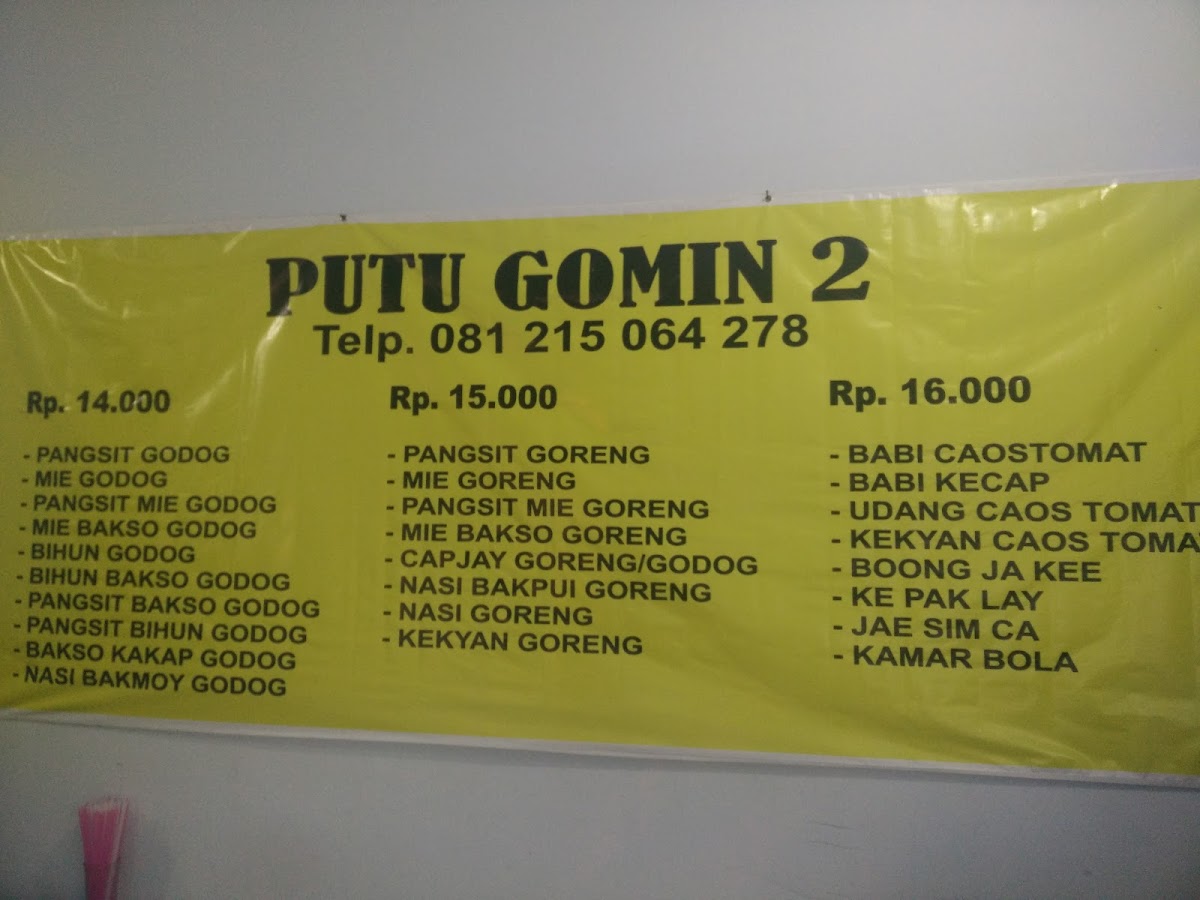 PUTU GOMIN 2
Telp. 081 215 064 278
Rp. 14.000
- PANGSIT GODOG
- MIE GODOG
- PANGSIT MIE GODOG
- MIE BAKSO GODOG
- BIHUN GODOG
- BIHUN BAKSO GODOG
- PANGSIT BAKSO GODOG
- PANGSIT BIHUN GODOG
- BAKSO KAKAP GODOG
- NASI BAKMOY GODOG
Rp. 15.000
- PANGSIT GORENG
- MIE GORENG
- PANGSIT MIE GORENG
- MIE BAKSO GORENG
- CAPJAY GORENG/GODOG
- NASI BAKPUI GORENG
- NASI GORENG
- KEKYAN GORENG
Rp. 16.000
- BABI CAOSTOMAT
- BABI KECAP
- UDANG CAOS TOMAT
- KEKYAN CAOS TOMA
- BOONG JA KEE
- KE PAK LAY
- JAE SIM CA
- KAMAR BOLA